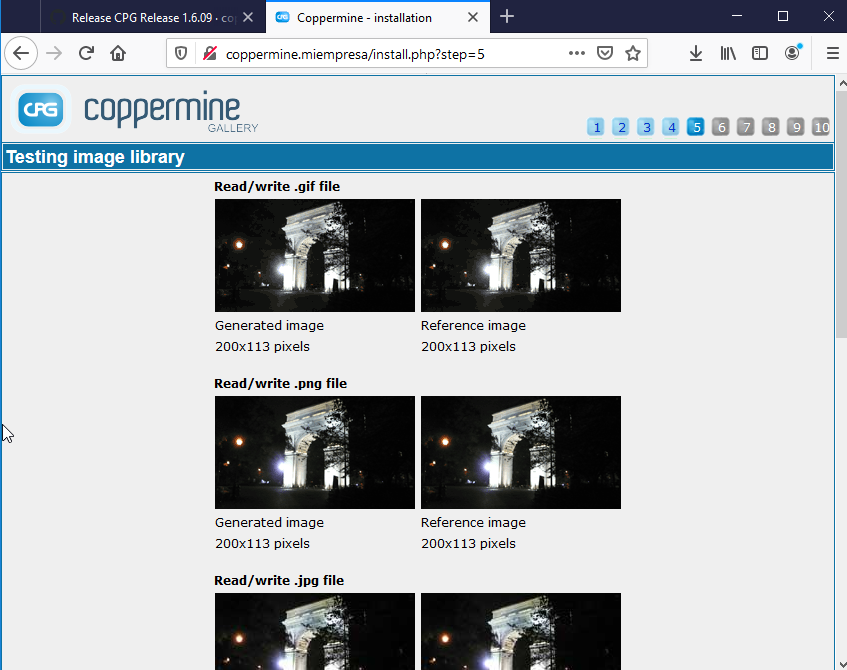 Release CPG Release 1.6.09 · co
Coppermine - installation
coppermine.miempresa/install.php?step=5
CPG coppermine
GALLERY
1 2 3 4 5 6 7 8 9 10
Testing image library
Read/write .gif file
Generated image Reference image
200x113 pixels 200x113 pixels
Read/write .png file
Generated image Reference image
200x113 pixels 200x113 pixels
Read/write .jpg file